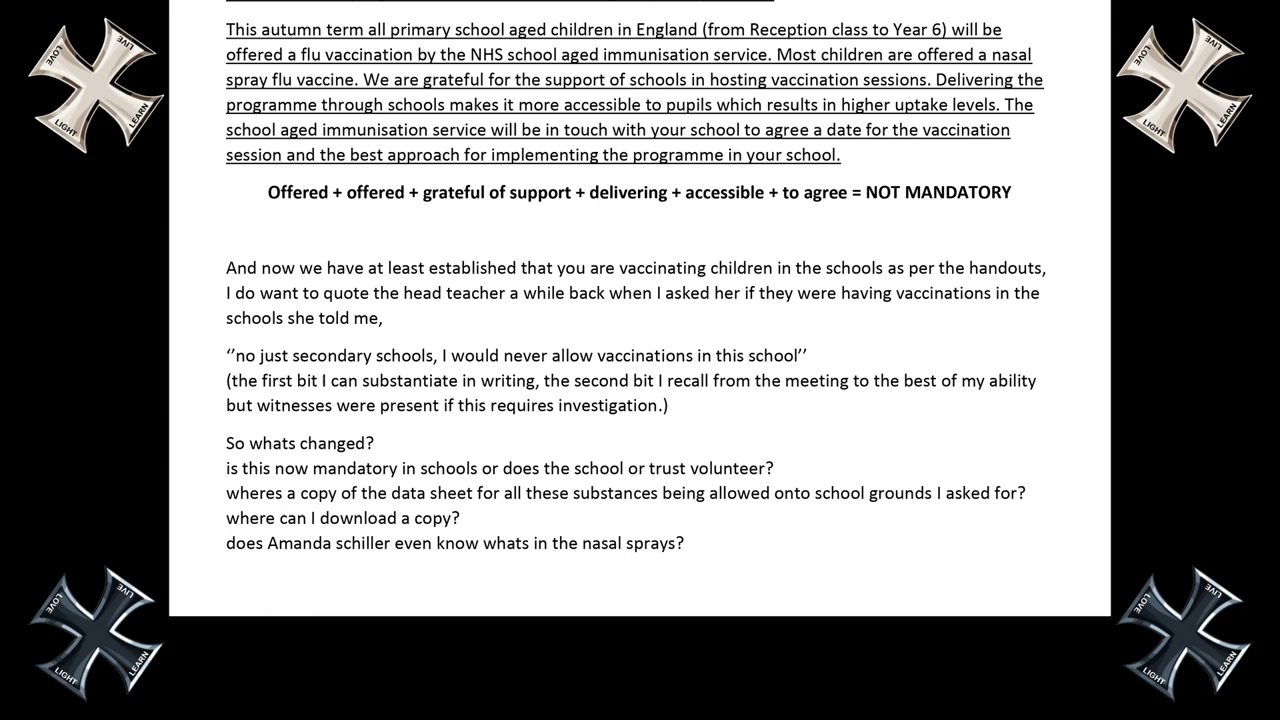 This autumn term all primary school aged children in England (from Reception class to Year 6) will be
offered a flu vaccination by the NHS school aged immunisation service. Most children are offered a nasal
spray flu vaccine. We are grateful for the support of schools in hosting vaccination sessions. Delivering the
programme through schools makes it more accessible to pupils which results in higher uptake levels. The
school aged immunisation service will be in touch with your school to agree a date for the vaccination
session and the best approach for implementing the programme in your school.
Offered + offered + grateful of support + delivering + accessible + to agree = NOT MANDATORY
And now we have at least established that you are vaccinating children in the schools as per the handouts,
I do want to quote the head teacher a while back when I asked her if they were having vaccinations in the
schools she told me,
‘’no just secondary schools, I would never allow vaccinations in this school’’
(the first bit I can substantiate in writing, the second bit I recall from the meeting to the best of my ability
but witnesses were present if this requires investigation.)
So whats changed?
is this now mandatory in schools or does the school or trust volunteer?
wheres a copy of the data sheet for all these substances being allowed onto school grounds I asked for?
where can I download a copy?
does Amanda schiller even know whats in the nasal sprays?
LOVE
LIVE
LIGHT
LEARN
LOVE
LIVE
LIGHT
LEARN
LOVE
LIVE
LIGHT
LEARN
LOVE
LIVE
LIGHT
LEARN